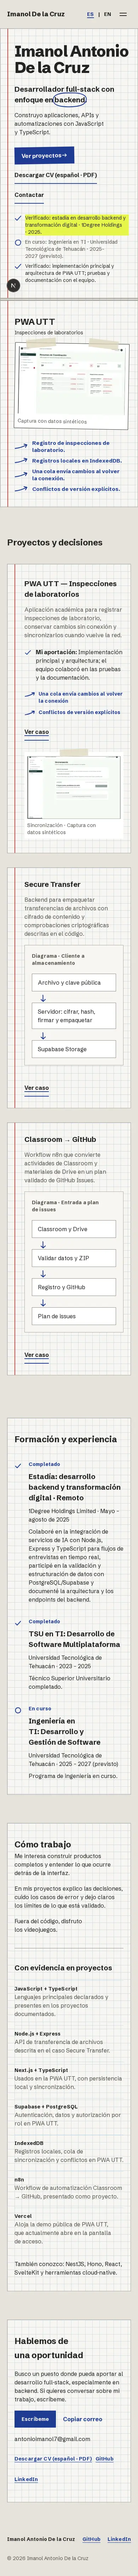 Imanol De la Cruz
ES | EN
Imanol Antonio
De la Cruz
Desarrollador full-stack con
enfoque en backend.
Construyo aplicaciones, APIs y
automatizaciones con JavaScript
y TypeScript.
Ver proyectos→
Descargar CV (español · PDF)
Contactar
Verificado: estadía en desarrollo backend y
transformación digital · 1Degree Holdings
· 2025.
En curso: Ingeniería en TI · Universidad
Tecnológica de Tehuacán · 2025–
2027 (previsto).
Verificado: implementación principal y
arquitectura de PWA UTT; pruebas y
documentación con el equipo.
N
PWA UTT
Inspecciones de laboratorios
Captura con datos sintéticos
Registro de inspecciones de
laboratorio.
Registros locales en IndexedDB.
Una cola envía cambios al volver
la conexión.
Conflictos de versión explícitos.
Proyectos y decisiones
PWA UTT — Inspecciones
de laboratorios
Aplicación académica para registrar
inspecciones de laboratorio,
conservar cambios sin conexión y
sincronizarlos cuando vuelve la red.
Mi aportación: Implementación
principal y arquitectura; el
equipo colaboró en las pruebas
y la documentación.
Una cola envía cambios al volver
la conexión
Conflictos de versión explícitos
Ver caso
Sincronización · Captura con
datos sintéticos
Secure Transfer
Backend para empaquetar
transferencias de archivos con
cifrado de contenido y
comprobaciones criptográficas
descritas en el código.
Diagrama · Cliente a
almacenamiento
Archivo y clave pública
Servidor: cifrar, hash,
firmar y empaquetar
Supabase Storage
Ver caso
Classroom → GitHub
Workflow n8n que convierte
actividades de Classroom y
materiales de Drive en un plan
validado de GitHub Issues.
Diagrama · Entrada a plan
de issues
Classroom y Drive
Validar datos y ZIP
Registro y GitHub
Plan de issues
Ver caso
Formación y experiencia
Completado
Estadía: desarrollo
backend y transformación
digital · Remoto
1Degree Holdings Limited · Mayo –
agosto de 2025
Colaboré en la integración de
servicios de IA con Node.js,
Express y TypeScript para flujos de
entrevistas en tiempo real,
participé en la validación y
estructuración de datos con
PostgreSQL/Supabase y
documenté la arquitectura y los
endpoints del backend.
Completado
TSU en TI: Desarrollo de
Software Multiplataforma
Universidad Tecnológica de
Tehuacán · 2023 – 2025
Técnico Superior Universitario
completado.
En curso
Ingeniería en
TI: Desarrollo y
Gestión de Software
Universidad Tecnológica de
Tehuacán · 2025 – 2027 (previsto)
Programa de ingeniería en curso.
Cómo trabajo
Me interesa construir productos
completos y entender lo que ocurre
detrás de la interfaz.
En mis proyectos explico las decisiones,
cuido los casos de error y dejo claros
los límites de lo que está validado.
Fuera del código, disfruto
los videojuegos.
Con evidencia en proyectos
JavaScript + TypeScript
Lenguajes principales declarados y
presentes en los proyectos
documentados.
Node.js + Express
API de transferencia de archivos
descrita en el caso Secure Transfer.
Next.js + TypeScript
Usados en la PWA UTT, con persistencia
local y sincronización.
Supabase + PostgreSQL
Autenticación, datos y autorización por
rol en PWA UTT.
IndexedDB
Registros locales, cola de
sincronización y conflictos en PWA UTT.
n8n
Workflow de automatización Classroom
→ GitHub, presentado como proyecto.
Vercel
Aloja la demo pública de PWA UTT,
que actualmente abre en la pantalla
de acceso.
También conozco: NestJS, Hono, React,
SvelteKit y herramientas cloud-native.
Hablemos de
una oportunidad
Busco un puesto donde pueda aportar al
desarrollo full-stack, especialmente en
backend. Si quieres conversar sobre mi
trabajo, escríbeme.
Escríbeme
Copiar correo
antonioimanol7@gmail.com
Descargar CV (español · PDF) GitHub
LinkedIn
Imanol Antonio De la Cruz GitHub LinkedIn
© 2026 Imanol Antonio De la Cruz